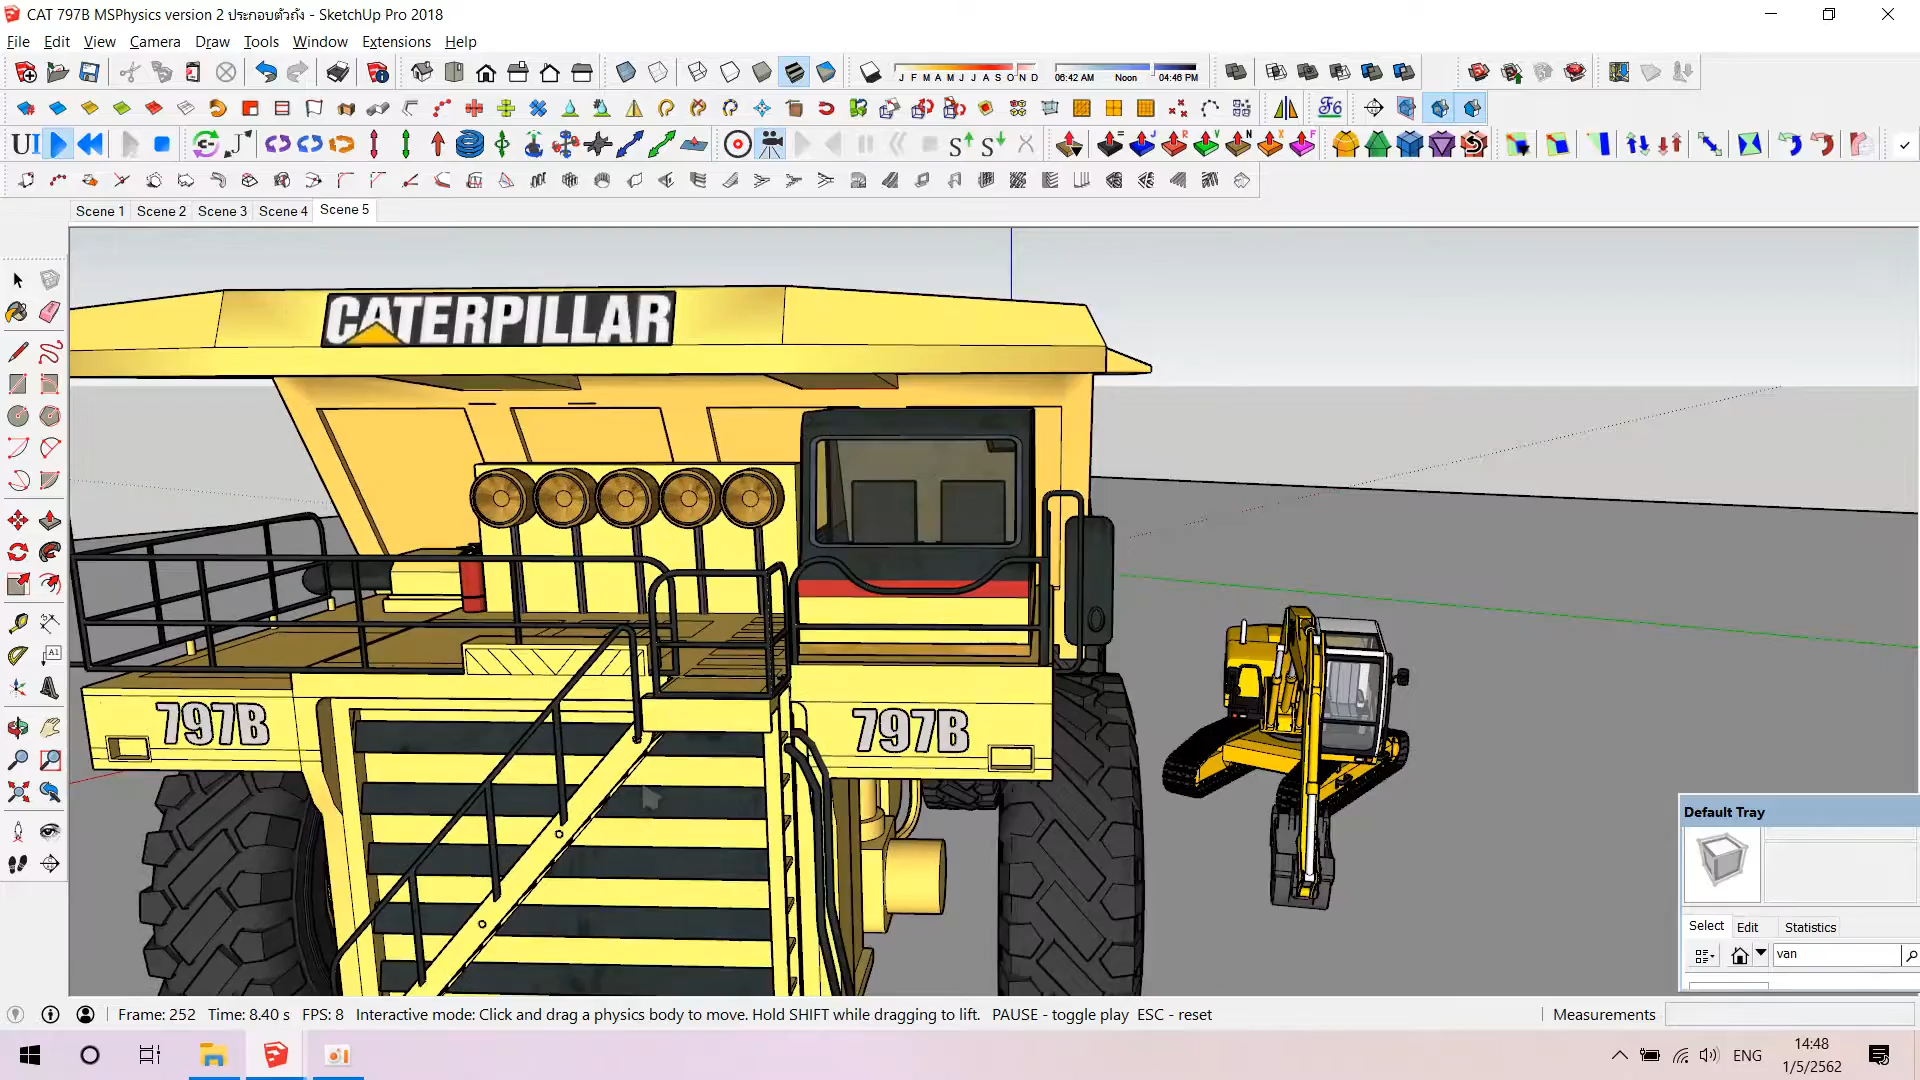 CAT 797B MSPhysics version 2 ประกอบตัวถัง - SketchUp Pro 2018
File Edit View Camera Draw Tools Window Extensions Help
J F M A M J J A S O N D
06:42 AM Noon 04:46 PM
UI
Scene 1 Scene 2 Scene 3 Scene 4 Scene 5
CATERPILLAR
797B
797B
Default Tray
Select Edit Statistics
van
Frame: 252 Time: 8.40 s FPS: 8 Interactive mode: Click and drag a physics body to move. Hold SHIFT while dragging to lift. PAUSE - toggle play ESC - reset
Measurements
ENG
14:48
1/5/2562